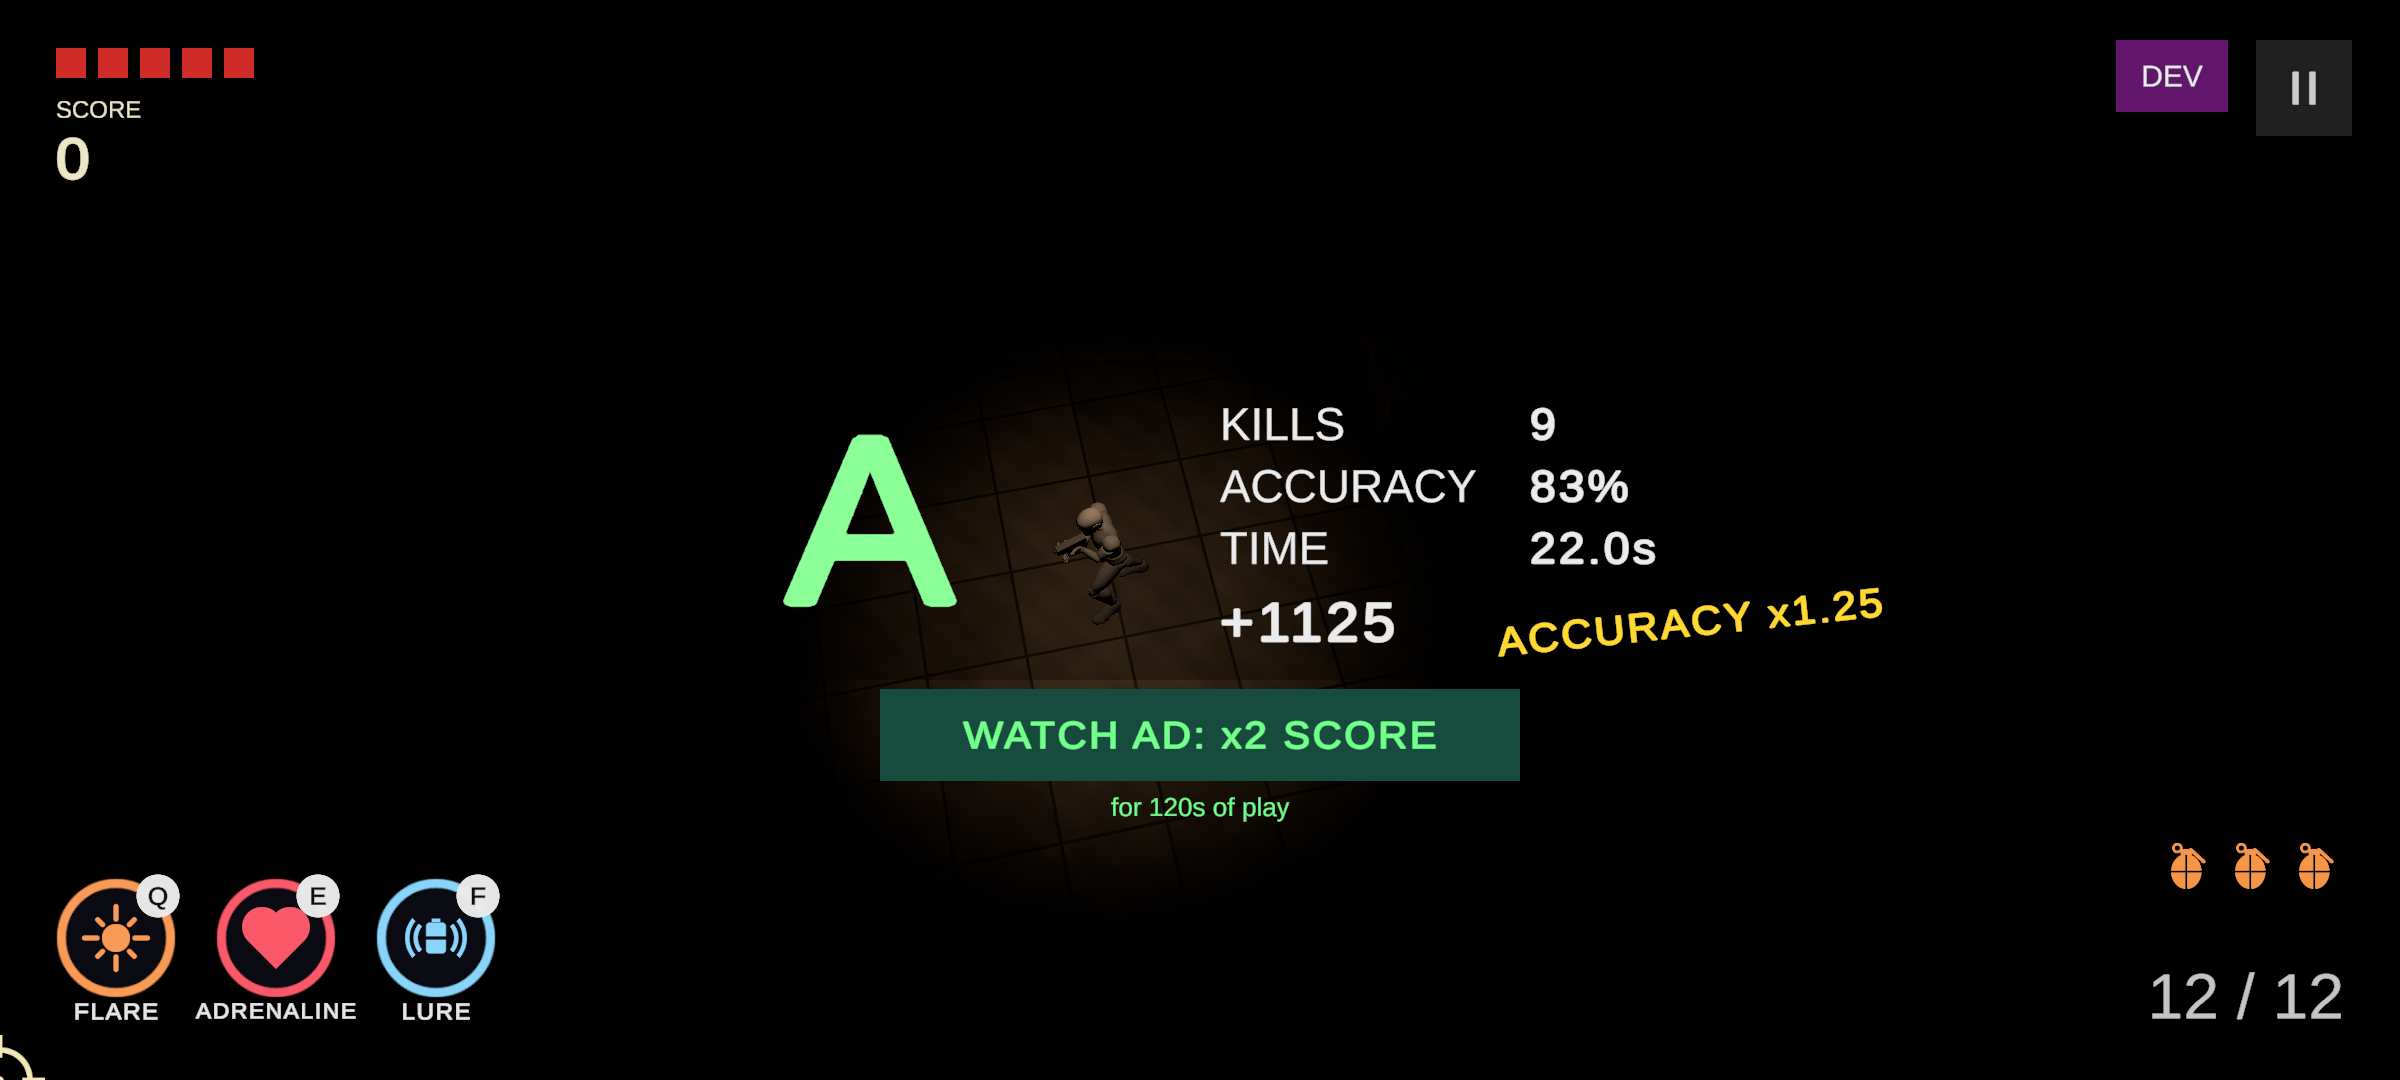 SCORE
0
DEV
KILLS 9
ACCURACY 83%
TIME 22.0s
+1125
ACCURACY x1.25
A
WATCH AD: x2 SCORE
for 120s of play
Q
E
F
FLARE
ADRENALINE
LURE
12 / 12